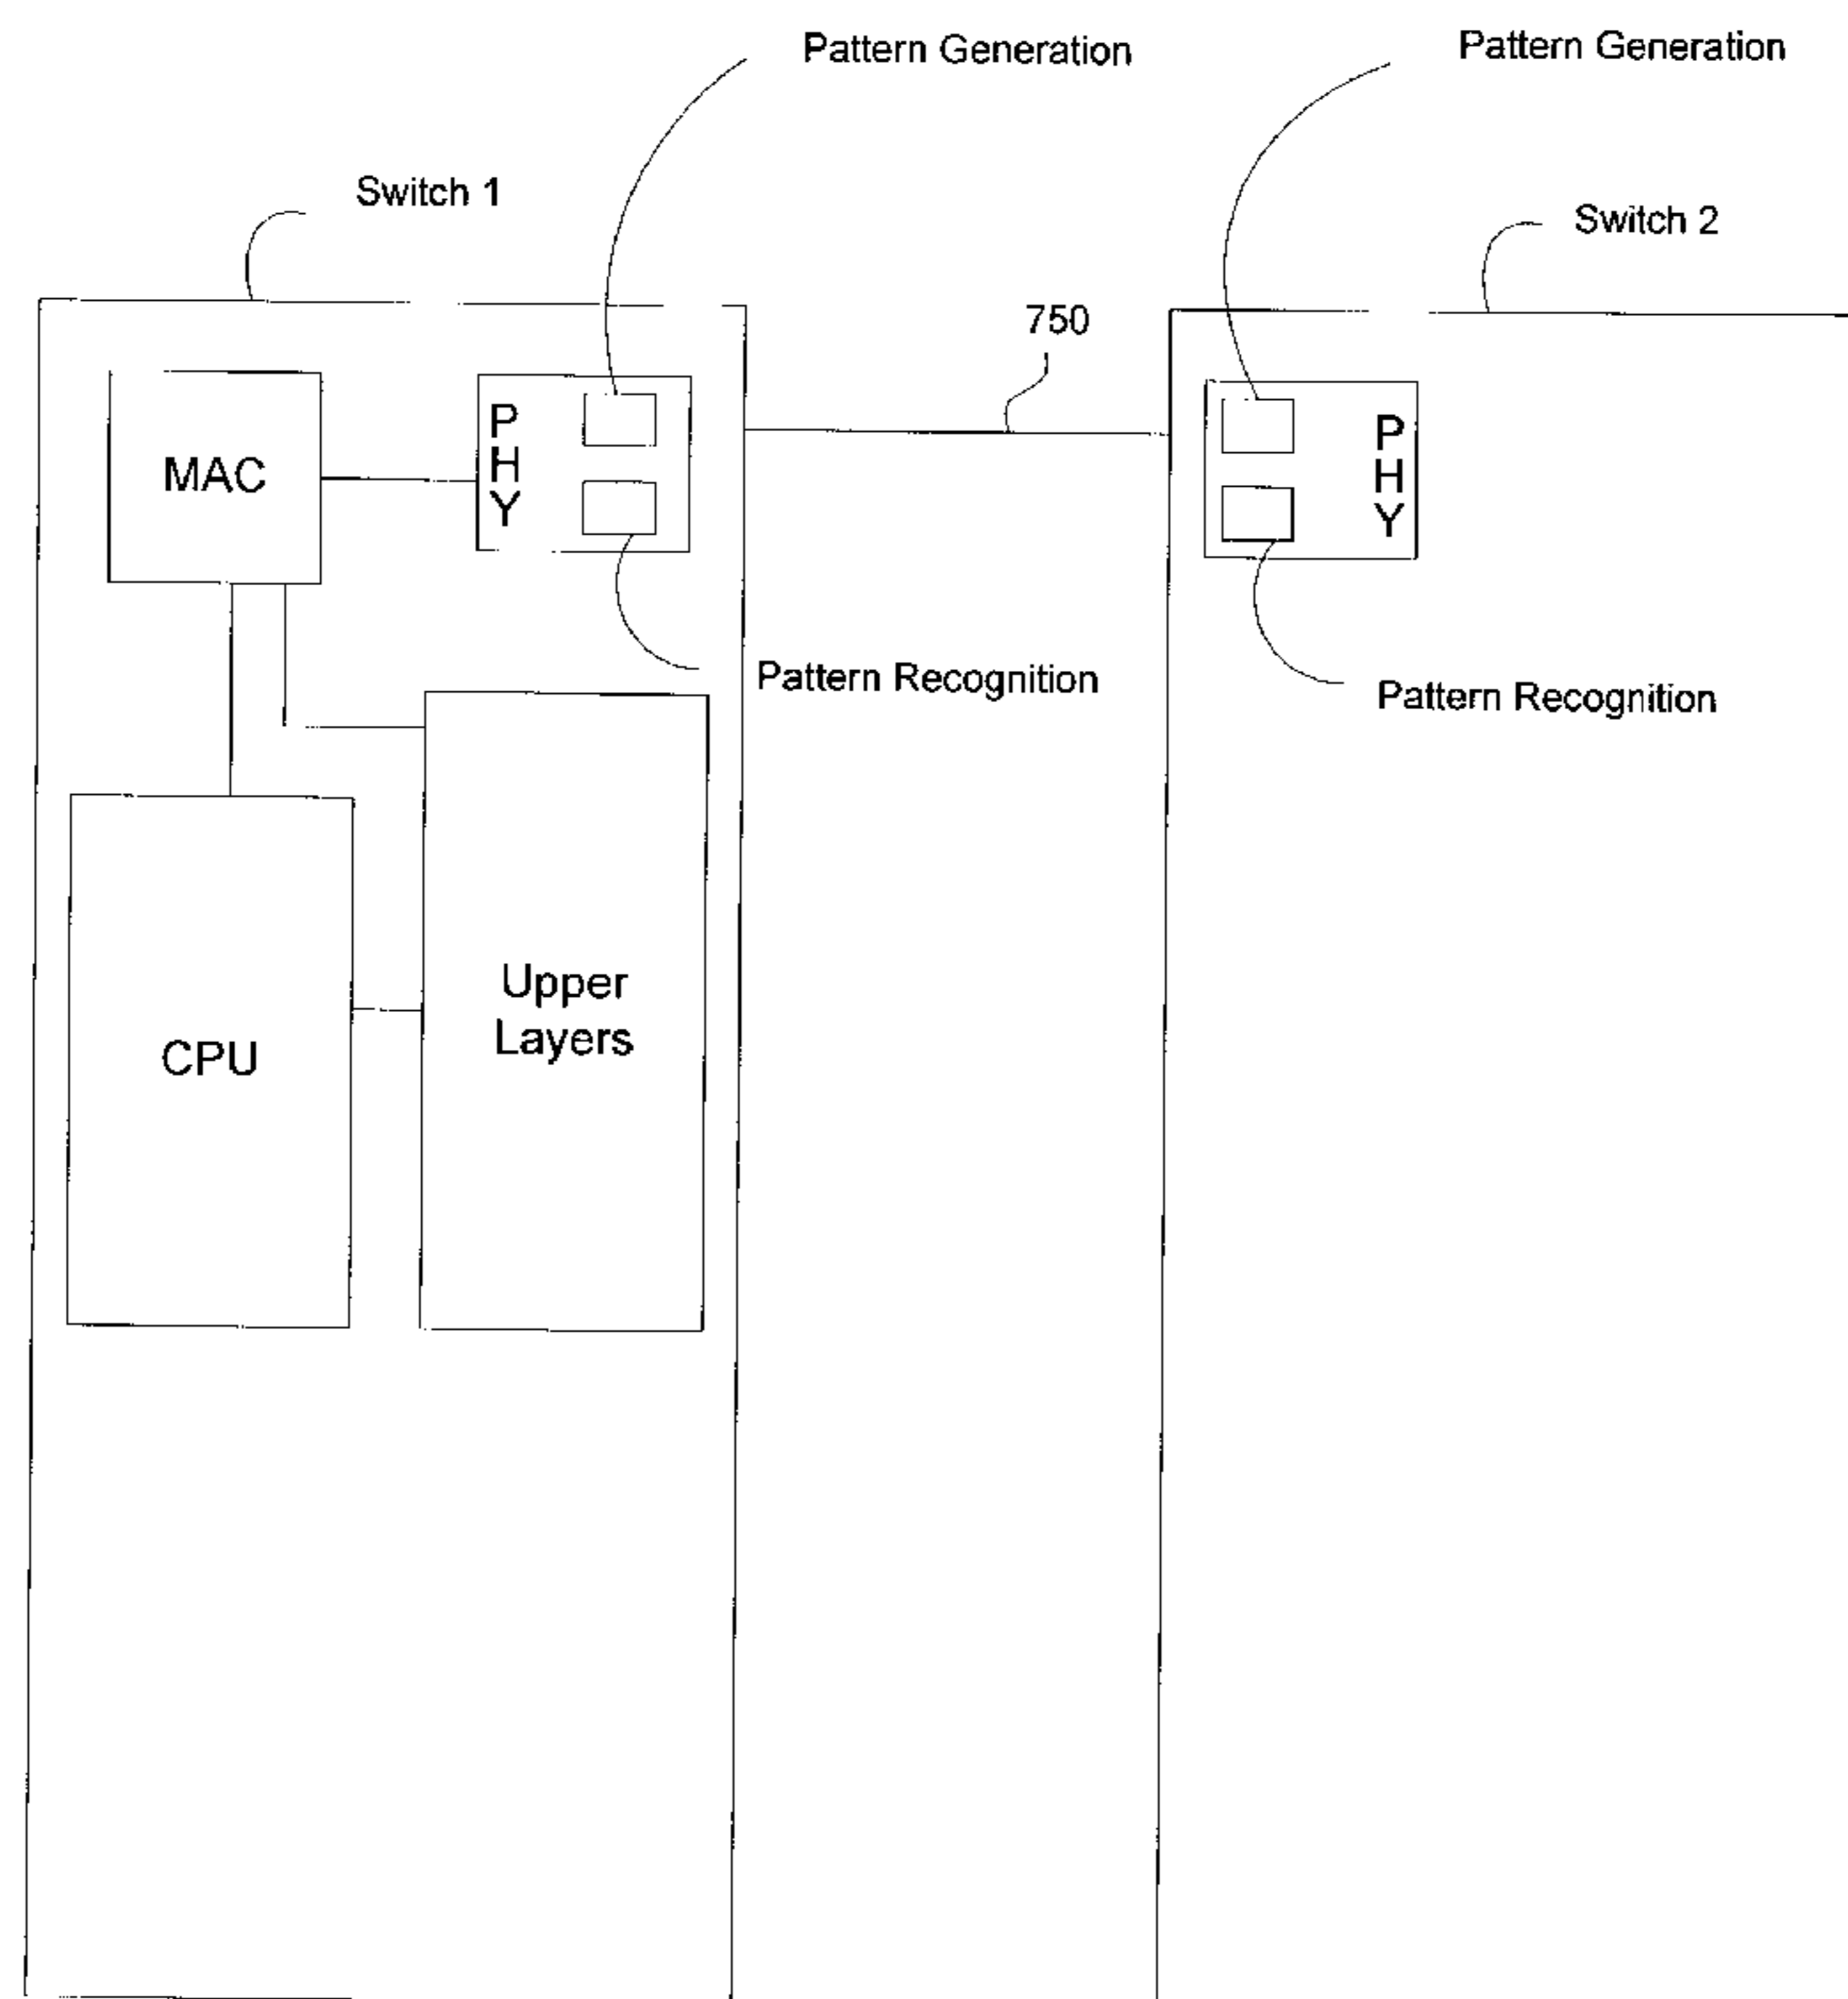 Pattern Generation
Pattern Generation
Switch 1
Switch 2
750
MAC
P
H
Y
P
H
Y
Pattern Recognition
Pattern Recognition
Upper
Layers
CPU